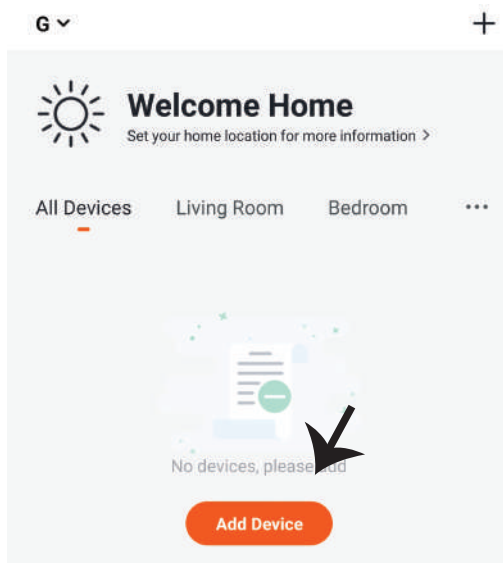 G
Welcome Home
Set your home location for more information >
All Devices Living Room Bedroom ...
No devices, please add
Add Device